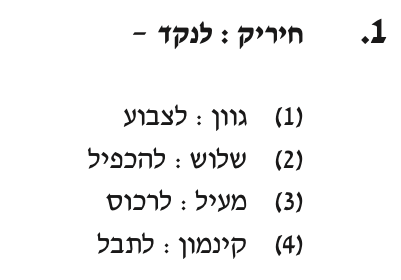 1. חיריק : לנקד –
(1) גוון : לצבוע
(2) שלוש : להכפיל
(3) מעיל : לרכוס
(4) קינמון : לתבל